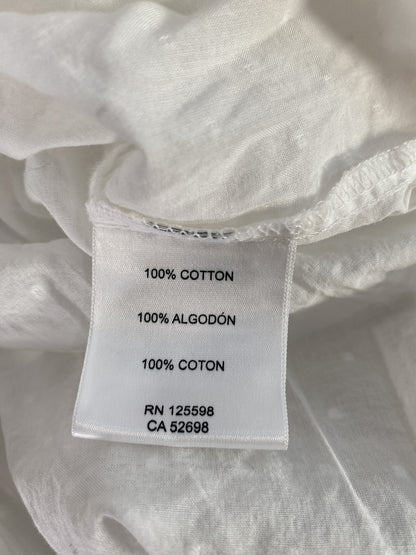 100% COTTON
100% ALGODÓN
100% COTON
RN 125598
CA 52698